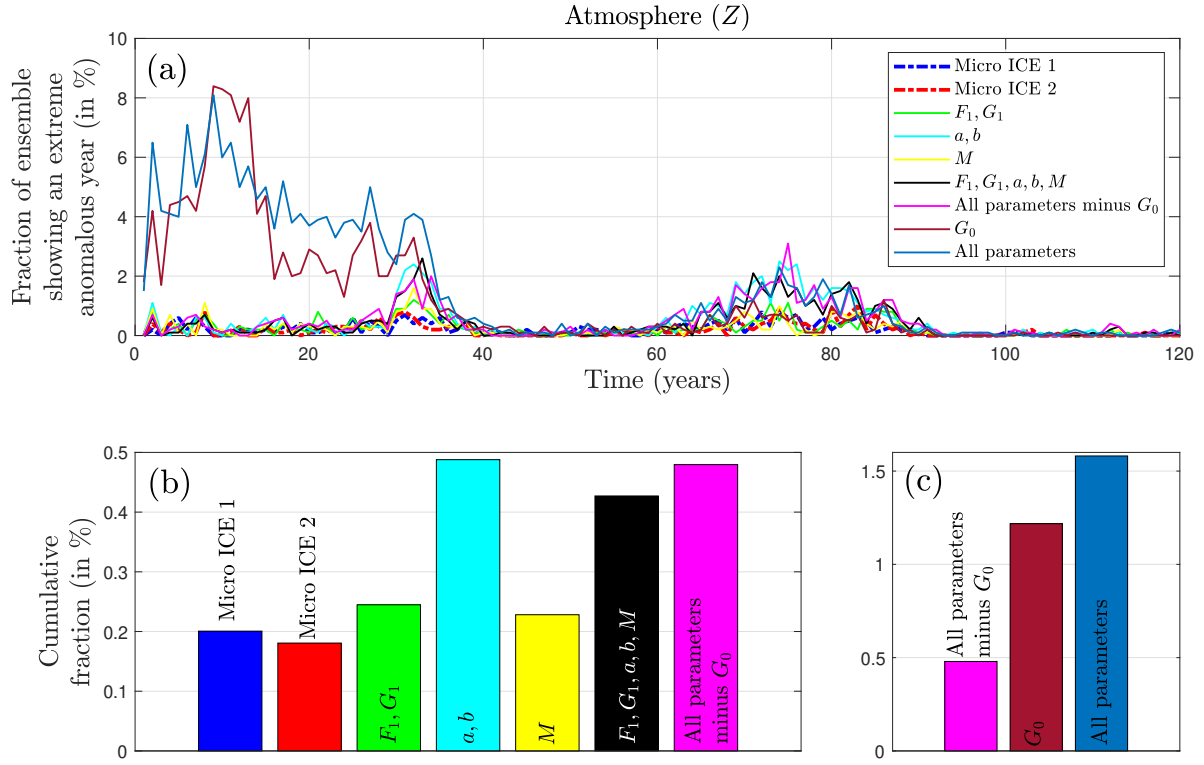 Atmosphere (Z)
(a)
Fraction of ensemble
showing an extreme
anomalous year (in %)
10
8
6
4
2
0
0 20 40 60 80 100 120
Time (years)
Micro ICE 1
Micro ICE 2
F₁, G₁
a, b
M
F₁, G₁, a, b, M
All parameters minus G₀
G₀
All parameters
(b)
Cumulative
fraction (in %)
0.5
0.4
0.3
0.2
0.1
0
Micro ICE 1
Micro ICE 2
F₁, G₁
a, b
M
F₁, G₁, a, b, M
All parameters
minus G₀
(c)
1.5
1
0.5
0
All parameters
minus G₀
G₀
All parameters